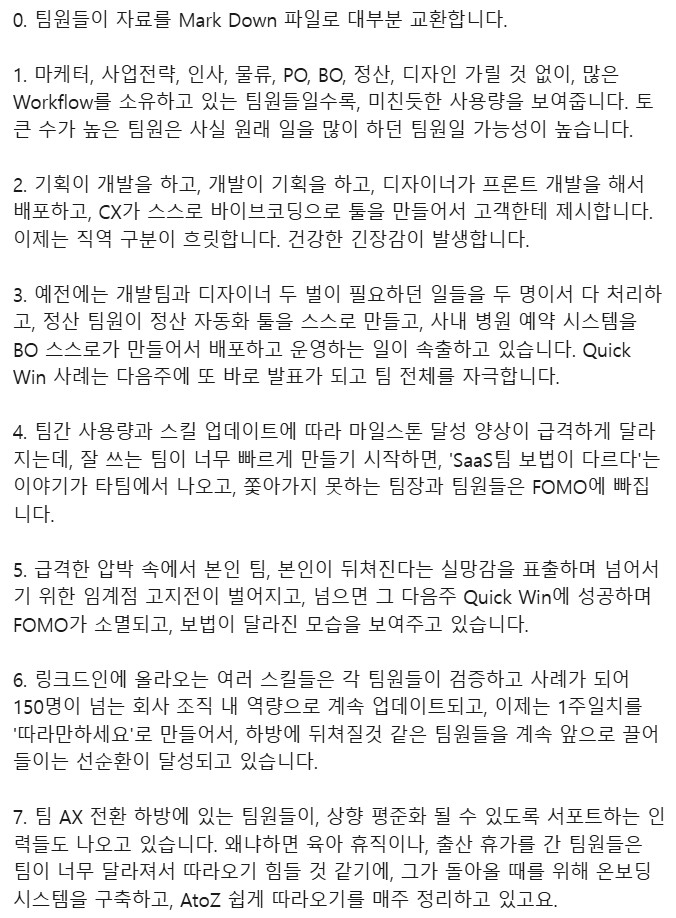 0. 팀원들이 자료를 Mark Down 파일로 대부분 교환합니다.
1. 마케터, 사업전략, 인사, 물류, PO, BO, 정산, 디자인 가릴 것 없이, 많은
Workflow를 소유하고 있는 팀원들일수록, 미친듯한 사용량을 보여줍니다. 토
큰 수가 높은 팀원은 사실 원래 일을 많이 하던 팀원일 가능성이 높습니다.
2. 기획이 개발을 하고, 개발이 기획을 하고, 디자이너가 프론트 개발을 해서
배포하고, CX가 스스로 바이브코딩으로 툴을 만들어서 고객한테 제시합니다.
이제는 직역 구분이 흐릿합니다. 건강한 긴장감이 발생합니다.
3. 예전에는 개발팀과 디자이너 두 벌이 필요하던 일들을 두 명이서 다 처리하
고, 정산 팀원이 정산 자동화 툴을 스스로 만들고, 사내 병원 예약 시스템을
BO 스스로가 만들어서 배포하고 운영하는 일이 속출하고 있습니다. Quick
Win 사례는 다음주에 또 바로 발표가 되고 팀 전체를 자극합니다.
4. 팀간 사용량과 스킬 업데이트에 따라 마일스톤 달성 양상이 급격하게 달라
지는데, 잘 쓰는 팀이 너무 빠르게 만들기 시작하면, 'SaaS팀 보법이 다르다'는
이야기가 타팀에서 나오고, 쫓아가지 못하는 팀장과 팀원들은 FOMO에 빠집
니다.
5. 급격한 압박 속에서 본인 팀, 본인이 뒤쳐진다는 실망감을 표출하며 넘어서
기 위한 임계점 고지전이 벌어지고, 넘으면 그 다음주 Quick Win에 성공하며
FOMO가 소멸되고, 보법이 달라진 모습을 보여주고 있습니다.
6. 링크드인에 올라오는 여러 스킬들은 각 팀원들이 검증하고 사례가 되어
150명이 넘는 회사 조직 내 역량으로 계속 업데이트되고, 이제는 1주일치를
'따라만하세요'로 만들어서, 하방에 뒤쳐질것 같은 팀원들을 계속 앞으로 끌어
들이는 선순환이 달성되고 있습니다.
7. 팀 AX 전환 하방에 있는 팀원들이, 상향 평준화 될 수 있도록 서포트하는 인
력들도 나오고 있습니다. 왜냐하면 육아 휴직이나, 출산 휴가를 간 팀원들은
팀이 너무 달라져서 따라오기 힘들 것 같기에, 그가 돌아올 때를 위해 온보딩
시스템을 구축하고, AtoZ 쉽게 따라오기를 매주 정리하고 있고요.